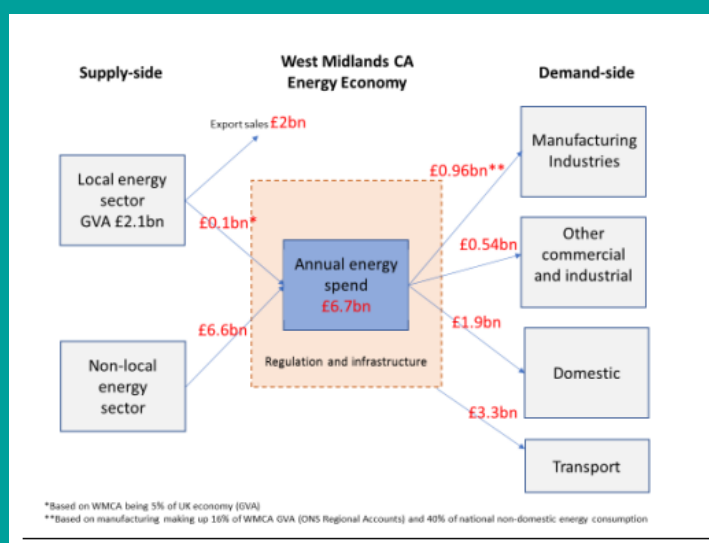 Supply-side
West Midlands CA
Energy Economy
Demand-side
Export sales £2bn
Local energy
sector
GVA £2.1bn
£0.1bn*
£6.6bn
Non-local
energy
sector
Annual energy
spend
£6.7bn
Regulation and infrastructure
£0.96bn**
£0.54bn
£1.9bn
£3.3bn
Manufacturing
Industries
Other
commercial
and industrial
Domestic
Transport
*Based on WMCA being 5% of UK economy (GVA)
**Based on manufacturing making up 16% of WMCA GVA (ONS Regional Accounts) and 40% of national non-domestic energy consumption